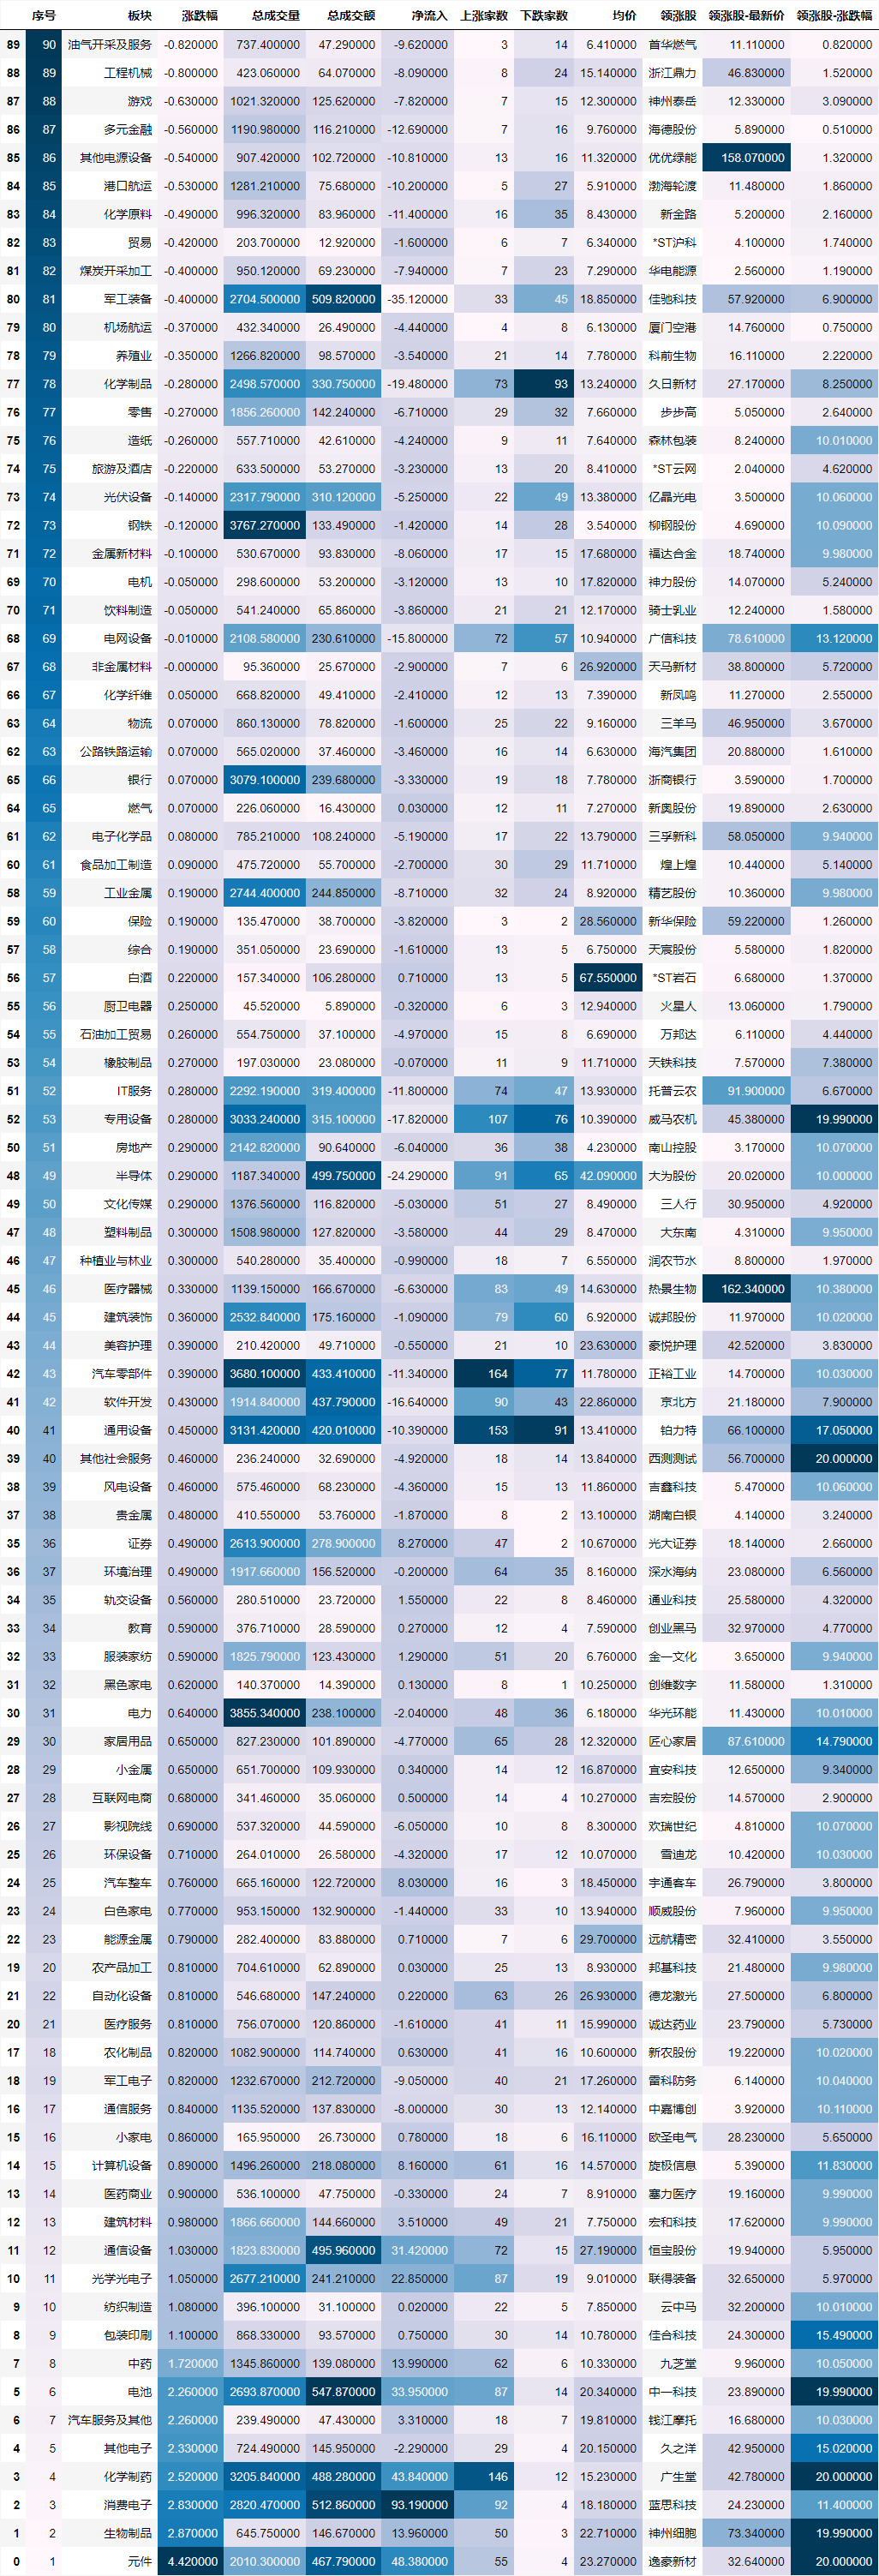 序号 板块 涨跌幅 总成交量 总成交额 净流入 上涨家数 下跌家数 均价 领涨股 领涨股-最新价 领涨股-涨跌幅
89 90 油气开采及服务 -0.820000 737.400000 47.290000 -9.620000 3 14 6.410000 首华燃气 11.110000 0.820000
88 89 工程机械 -0.800000 423.060000 64.070000 -8.090000 8 24 15.140000 浙江鼎力 46.830000 1.520000
87 88 游戏 -0.630000 1021.320000 125.620000 -7.820000 7 15 12.300000 神州泰岳 12.330000 3.090000
86 87 多元金融 -0.560000 1190.980000 116.210000 -12.690000 7 16 9.760000 海德股份 5.890000 0.510000
85 86 其他电源设备 -0.540000 907.420000 102.720000 -10.810000 13 16 11.320000 优优绿能 158.070000 1.320000
84 85 港口航运 -0.530000 1281.210000 75.680000 -10.200000 5 27 5.910000 渤海轮渡 11.480000 1.860000
83 84 化学原料 -0.490000 996.320000 83.960000 -11.400000 16 35 8.430000 新金路 5.200000 2.160000
82 83 贸易 -0.420000 203.700000 12.920000 -1.600000 6 7 6.340000 *ST沪科 4.100000 1.740000
81 82 煤炭开采加工 -0.400000 950.120000 69.230000 -7.940000 7 23 7.290000 华电能源 2.560000 1.190000
80 81 军工装备 -0.400000 2704.500000 509.820000 -35.120000 33 45 18.850000 佳驰科技 57.920000 6.900000
79 80 机场航运 -0.370000 432.340000 26.490000 -4.440000 4 8 6.130000 厦门空港 14.760000 0.750000
78 79 养殖业 -0.350000 1266.820000 98.570000 -3.540000 21 14 7.780000 科前生物 16.110000 2.220000
77 78 化学制品 -0.280000 2498.570000 330.750000 -19.480000 73 93 13.240000 久日新材 27.170000 8.250000
76 77 零售 -0.270000 1856.260000 142.240000 -6.710000 29 32 7.660000 步步高 5.050000 2.640000
75 76 造纸 -0.260000 557.710000 42.610000 -4.240000 9 11 7.640000 森林包装 8.240000 10.010000
74 75 旅游及酒店 -0.220000 633.500000 53.270000 -3.230000 13 20 8.410000 *ST云网 2.040000 4.620000
73 74 光伏设备 -0.140000 2317.790000 310.120000 -5.250000 22 49 13.380000 亿晶光电 3.500000 10.060000
72 73 钢铁 -0.120000 3767.270000 133.490000 -1.420000 14 28 3.540000 柳钢股份 4.690000 10.090000
71 72 金属新材料 -0.100000 530.670000 93.830000 -8.060000 17 15 17.680000 福达合金 18.740000 9.980000
69 70 电机 -0.050000 298.600000 53.200000 -3.120000 13 10 17.820000 神力股份 14.070000 5.240000
70 71 饮料制造 -0.050000 541.240000 65.860000 -3.860000 21 21 12.170000 骑士乳业 12.240000 1.580000
68 69 电网设备 -0.010000 2108.580000 230.610000 -15.800000 72 57 10.940000 广信科技 78.610000 13.120000
67 68 非金属材料 -0.000000 95.360000 25.670000 -2.900000 7 6 26.920000 天马新材 38.800000 5.720000
66 67 化学纤维 0.050000 668.820000 49.410000 -2.410000 12 13 7.390000 新凤鸣 11.270000 2.550000
63 64 物流 0.070000 860.130000 78.820000 -1.600000 25 22 9.160000 三羊马 46.950000 3.670000
62 63 公路铁路运输 0.070000 565.020000 37.460000 -3.460000 16 14 6.630000 海汽集团 20.880000 1.610000
65 66 银行 0.070000 3079.100000 239.680000 -3.330000 19 18 7.780000 浙商银行 3.590000 1.700000
64 65 燃气 0.070000 226.060000 16.430000 0.030000 12 11 7.270000 新奥股份 19.890000 2.630000
61 62 电子化学品 0.080000 785.210000 108.240000 -5.190000 17 22 13.790000 三孚新科 58.050000 9.940000
60 61 食品加工制造 0.090000 475.720000 55.700000 -2.700000 30 29 11.710000 煌上煌 10.440000 5.140000
58 59 工业金属 0.190000 2744.400000 244.850000 -8.710000 32 24 8.920000 精艺股份 10.360000 9.980000
59 60 保险 0.190000 135.470000 38.700000 -3.820000 3 2 28.560000 新华保险 59.220000 1.260000
57 58 综合 0.190000 351.050000 23.690000 -1.610000 13 5 6.750000 天宸股份 5.580000 1.820000
56 57 白酒 0.220000 157.340000 106.280000 0.710000 13 5 67.550000 *ST岩石 6.680000 1.370000
55 56 厨卫电器 0.250000 45.520000 5.890000 -0.320000 6 3 12.940000 火星人 13.060000 1.790000
54 55 石油加工贸易 0.260000 554.750000 37.100000 -4.970000 15 8 6.690000 万邦达 6.110000 4.440000
53 54 橡胶制品 0.270000 197.030000 23.080000 -0.070000 11 9 11.710000 天铁科技 7.570000 7.380000
51 52 IT服务 0.280000 2292.190000 319.400000 -11.800000 74 47 13.930000 托普云农 91.900000 6.670000
52 53 专用设备 0.280000 3033.240000 315.100000 -17.820000 107 76 10.390000 威马农机 45.380000 19.990000
50 51 房地产 0.290000 2142.820000 90.640000 -6.040000 36 38 4.230000 南山控股 3.170000 10.070000
48 49 半导体 0.290000 1187.340000 499.750000 -24.290000 91 65 42.090000 大为股份 20.020000 10.000000
49 50 文化传媒 0.290000 1376.560000 116.820000 -5.030000 51 27 8.490000 三人行 30.950000 4.920000
47 48 塑料制品 0.300000 1508.980000 127.820000 -3.580000 44 29 8.470000 大东南 4.310000 9.950000
46 47 种植业与林业 0.300000 540.280000 35.400000 -0.990000 18 7 6.550000 润农节水 8.800000 1.970000
45 46 医疗器械 0.330000 1139.150000 166.670000 -6.630000 83 49 14.630000 热景生物 162.340000 10.380000
44 45 建筑装饰 0.360000 2532.840000 175.160000 -1.090000 79 60 6.920000 诚邦股份 11.970000 10.020000
43 44 美容护理 0.390000 210.420000 49.710000 -0.550000 21 10 23.630000 豪悦护理 42.520000 3.830000
42 43 汽车零部件 0.390000 3680.100000 433.410000 -11.340000 164 77 11.780000 正裕工业 14.700000 10.030000
41 42 软件开发 0.430000 1914.840000 437.790000 -16.640000 90 43 22.860000 京北方 21.180000 7.900000
40 41 通用设备 0.450000 3131.420000 420.010000 -10.390000 153 91 13.410000 铂力特 66.100000 17.050000
39 40 其他社会服务 0.460000 236.240000 32.690000 -4.920000 18 14 13.840000 西测测试 56.700000 20.000000
38 39 风电设备 0.460000 575.460000 68.230000 -4.360000 15 13 11.860000 吉鑫科技 5.470000 10.060000
37 38 贵金属 0.480000 410.550000 53.760000 -1.870000 8 2 13.100000 湖南白银 4.140000 3.240000
35 36 证券 0.490000 2613.900000 278.900000 8.270000 47 2 10.670000 光大证券 18.140000 2.660000
36 37 环境治理 0.490000 1917.660000 156.520000 -0.200000 64 35 8.160000 深水海纳 23.080000 6.560000
34 35 轨交设备 0.560000 280.510000 23.720000 1.550000 22 8 8.460000 通业科技 25.580000 4.320000
33 34 教育 0.590000 376.710000 28.590000 0.270000 12 4 7.590000 创业黑马 32.970000 4.770000
32 33 服装家纺 0.590000 1825.790000 123.430000 1.290000 51 20 6.760000 金一文化 3.650000 9.940000
31 32 黑色家电 0.620000 140.370000 14.390000 0.130000 8 1 10.250000 创维数字 11.580000 1.310000
30 31 电力 0.640000 3855.340000 238.100000 -2.040000 48 36 6.180000 华光环能 11.430000 10.010000
29 30 家居用品 0.650000 827.230000 101.890000 -4.770000 65 28 12.320000 匠心家居 87.610000 14.790000
28 29 小金属 0.650000 651.700000 109.930000 0.340000 14 12 16.870000 宜安科技 12.650000 9.340000
27 28 互联网电商 0.680000 341.460000 35.060000 0.500000 14 4 10.270000 吉宏股份 14.570000 2.900000
26 27 影视院线 0.690000 537.320000 44.590000 -6.050000 10 8 8.300000 欢瑞世纪 4.810000 10.070000
25 26 环保设备 0.710000 264.010000 26.580000 -4.320000 17 12 10.070000 雪迪龙 10.420000 10.030000
24 25 汽车整车 0.760000 665.160000 122.720000 8.030000 16 3 18.450000 宇通客车 26.790000 3.800000
23 24 白色家电 0.770000 953.150000 132.900000 -1.440000 33 10 13.940000 顺威股份 7.960000 9.950000
22 23 能源金属 0.790000 282.400000 83.880000 0.710000 7 6 29.700000 远航精密 32.410000 3.550000
19 20 农产品加工 0.810000 704.610000 62.890000 0.030000 25 13 8.930000 邦基科技 21.480000 9.980000
21 22 自动化设备 0.810000 546.680000 147.240000 0.220000 63 26 26.930000 德龙激光 27.500000 6.800000
20 21 医疗服务 0.810000 756.070000 120.860000 -1.610000 41 11 15.990000 诚达药业 23.790000 5.730000
17 18 农化制品 0.820000 1082.900000 114.740000 0.630000 41 16 10.600000 新农股份 19.220000 10.020000
18 19 军工电子 0.820000 1232.670000 212.720000 -9.050000 40 21 17.260000 雷科防务 6.140000 10.040000
16 17 通信服务 0.840000 1135.520000 137.830000 -8.000000 30 13 12.140000 中嘉博创 3.920000 10.110000
15 16 小家电 0.860000 165.950000 26.730000 0.780000 18 6 16.110000 欧圣电气 28.230000 5.650000
14 15 计算机设备 0.890000 1496.260000 218.080000 8.160000 61 16 14.570000 旋极信息 5.390000 11.830000
13 14 医药商业 0.900000 536.100000 47.750000 -0.330000 24 7 8.910000 塞力医疗 19.160000 9.990000
12 13 建筑材料 0.980000 1866.660000 144.660000 3.510000 49 21 7.750000 宏和科技 17.620000 9.990000
11 12 通信设备 1.030000 1823.830000 495.960000 31.420000 72 15 27.190000 恒宝股份 19.940000 5.950000
10 11 光学光电子 1.050000 2677.210000 241.210000 22.850000 87 19 9.010000 联得装备 32.650000 5.970000
9 10 纺织制造 1.080000 396.100000 31.100000 0.020000 22 5 7.850000 云中马 32.200000 10.010000
8 9 包装印刷 1.100000 868.330000 93.570000 0.750000 30 14 10.780000 佳合科技 24.300000 15.490000
7 8 中药 1.720000 1345.860000 139.080000 13.990000 62 6 10.330000 九芝堂 9.960000 10.050000
5 6 电池 2.260000 2693.870000 547.870000 33.950000 87 14 20.340000 中一科技 23.890000 19.990000
6 7 汽车服务及其他 2.260000 239.490000 47.430000 3.310000 18 7 19.810000 钱江摩托 16.680000 10.030000
4 5 其他电子 2.330000 724.490000 145.950000 -2.290000 29 4 20.150000 久之洋 42.950000 15.020000
3 4 化学制药 2.520000 3205.840000 488.280000 43.840000 146 12 15.230000 广生堂 42.780000 20.000000
2 3 消费电子 2.830000 2820.470000 512.860000 93.190000 92 4 18.180000 蓝思科技 24.230000 11.400000
1 2 生物制品 2.870000 645.750000 146.670000 13.960000 50 3 22.710000 神州细胞 73.340000 19.990000
0 1 元件 4.420000 2010.300000 467.790000 48.380000 55 4 23.270000 逸豪新材 32.640000 20.000000